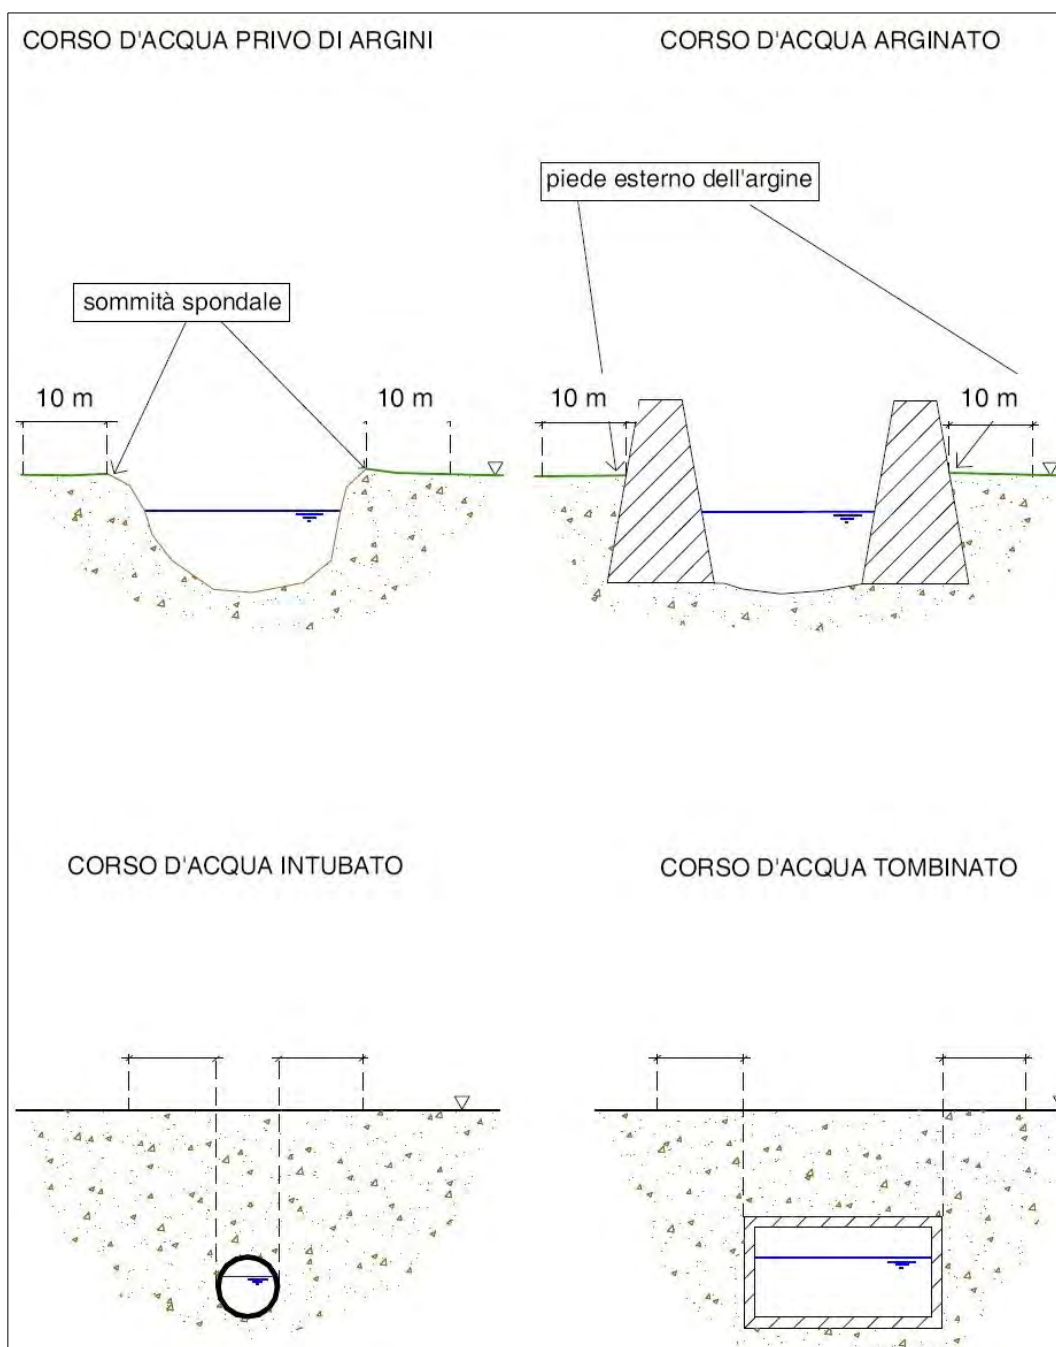 CORSO D'ACQUA PRIVO DI ARGINI
CORSO D'ACQUA ARGINATO
piede esterno dell'argine
sommità spondale
10 m
10 m
10 m
10 m
CORSO D'ACQUA INTUBATO
CORSO D'ACQUA TOMBINATO